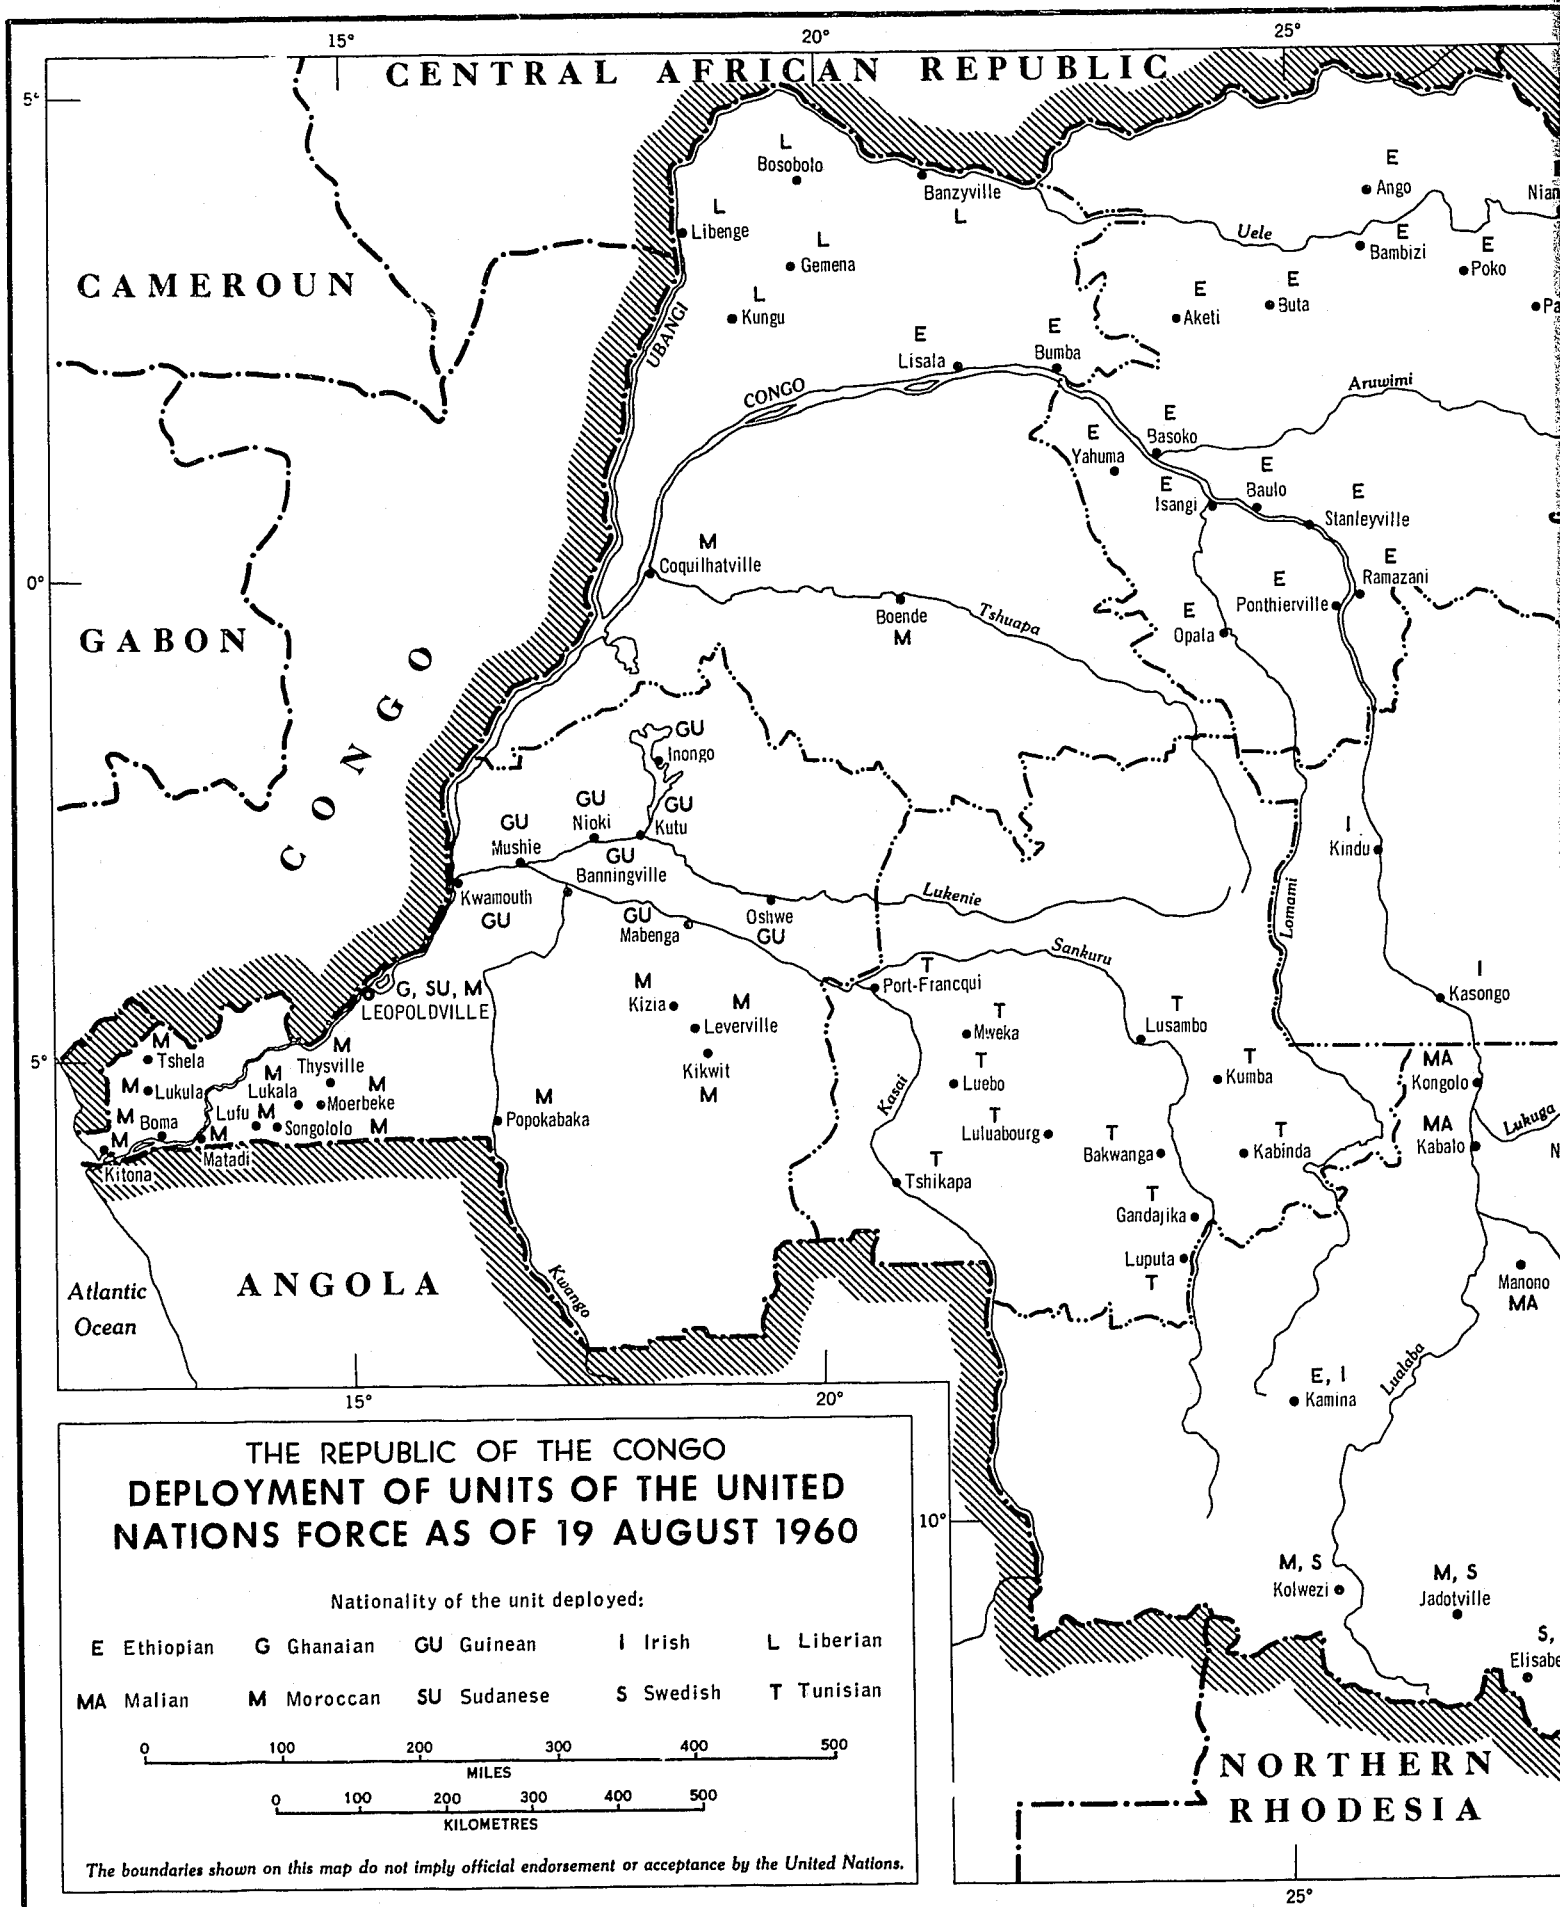 15° 20° 25°
CENTRAL AFRICAN REPUBLIC
5°
L
Bosobolo
E
Ango
Banzyville
L
Nian
L
Libenge
Uele
E
Bambizi
L
Gemena
E
Poko
CAMEROUN
E
Buta
E
Aketi
Pa
L
Kungu
UBANGI
E
Lisala
E
Bumba
CONGO
Aruwimi
E
Basoko
E
Yahuma
E
Isangi
E
Baulo
E
Stanleyville
M
Coquilhatville
E
Ramazani
0°
E
Ponthierville
Boende
M
Tshuapa
E
Opala
GABON
CONGO
GU
Inongo
GU
Nioki
GU
Kutu
GU
Mushie
I
Kindu
GU
Banningville
Kwamouth
GU
Lukenie
Lomami
GU
Mabenga
Oshwe
GU
Sankuru
T
Port-Francqui
I
Kasongo
G, SU, M
LEOPOLDVILLE
M
Kizia
M
Leverville
T
Mweka
T
Lusambo
5°
M
Tshela
M
Thysville
Kikwit
M
T
Luebo
T
Kumba
MA
Kongolo
M
Lukula
M
Lukala
M
Moerbeke
Kasai
M
Popokabaka
Lukuga
M
Boma
Lufu
M
Songololo
M
T
Luluabourg
T
Bakwanga
T
Kabinda
MA
Kabalo
N
M
Kitona
M
Matadi
T
Tshikapa
T
Gandajika
Luputa
T
Kwango
Manono
MA
ANGOLA
Atlantic
Ocean
Lualaba
E, I
Kamina
15° 20°
THE REPUBLIC OF THE CONGO
DEPLOYMENT OF UNITS OF THE UNITED
NATIONS FORCE AS OF 19 AUGUST 1960
10°
Nationality of the unit deployed:
E Ethiopian G Ghanaian GU Guinean I Irish L Liberian
MA Malian M Moroccan SU Sudanese S Swedish T Tunisian
0 100 200 300 400 500
MILES
0 100 200 300 400 500
KILOMETRES
The boundaries shown on this map do not imply official endorsement or acceptance by the United Nations.
M, S
Kolwezi
M, S
Jadotville
S,
Elisabe
NORTHERN
RHODESIA
25°